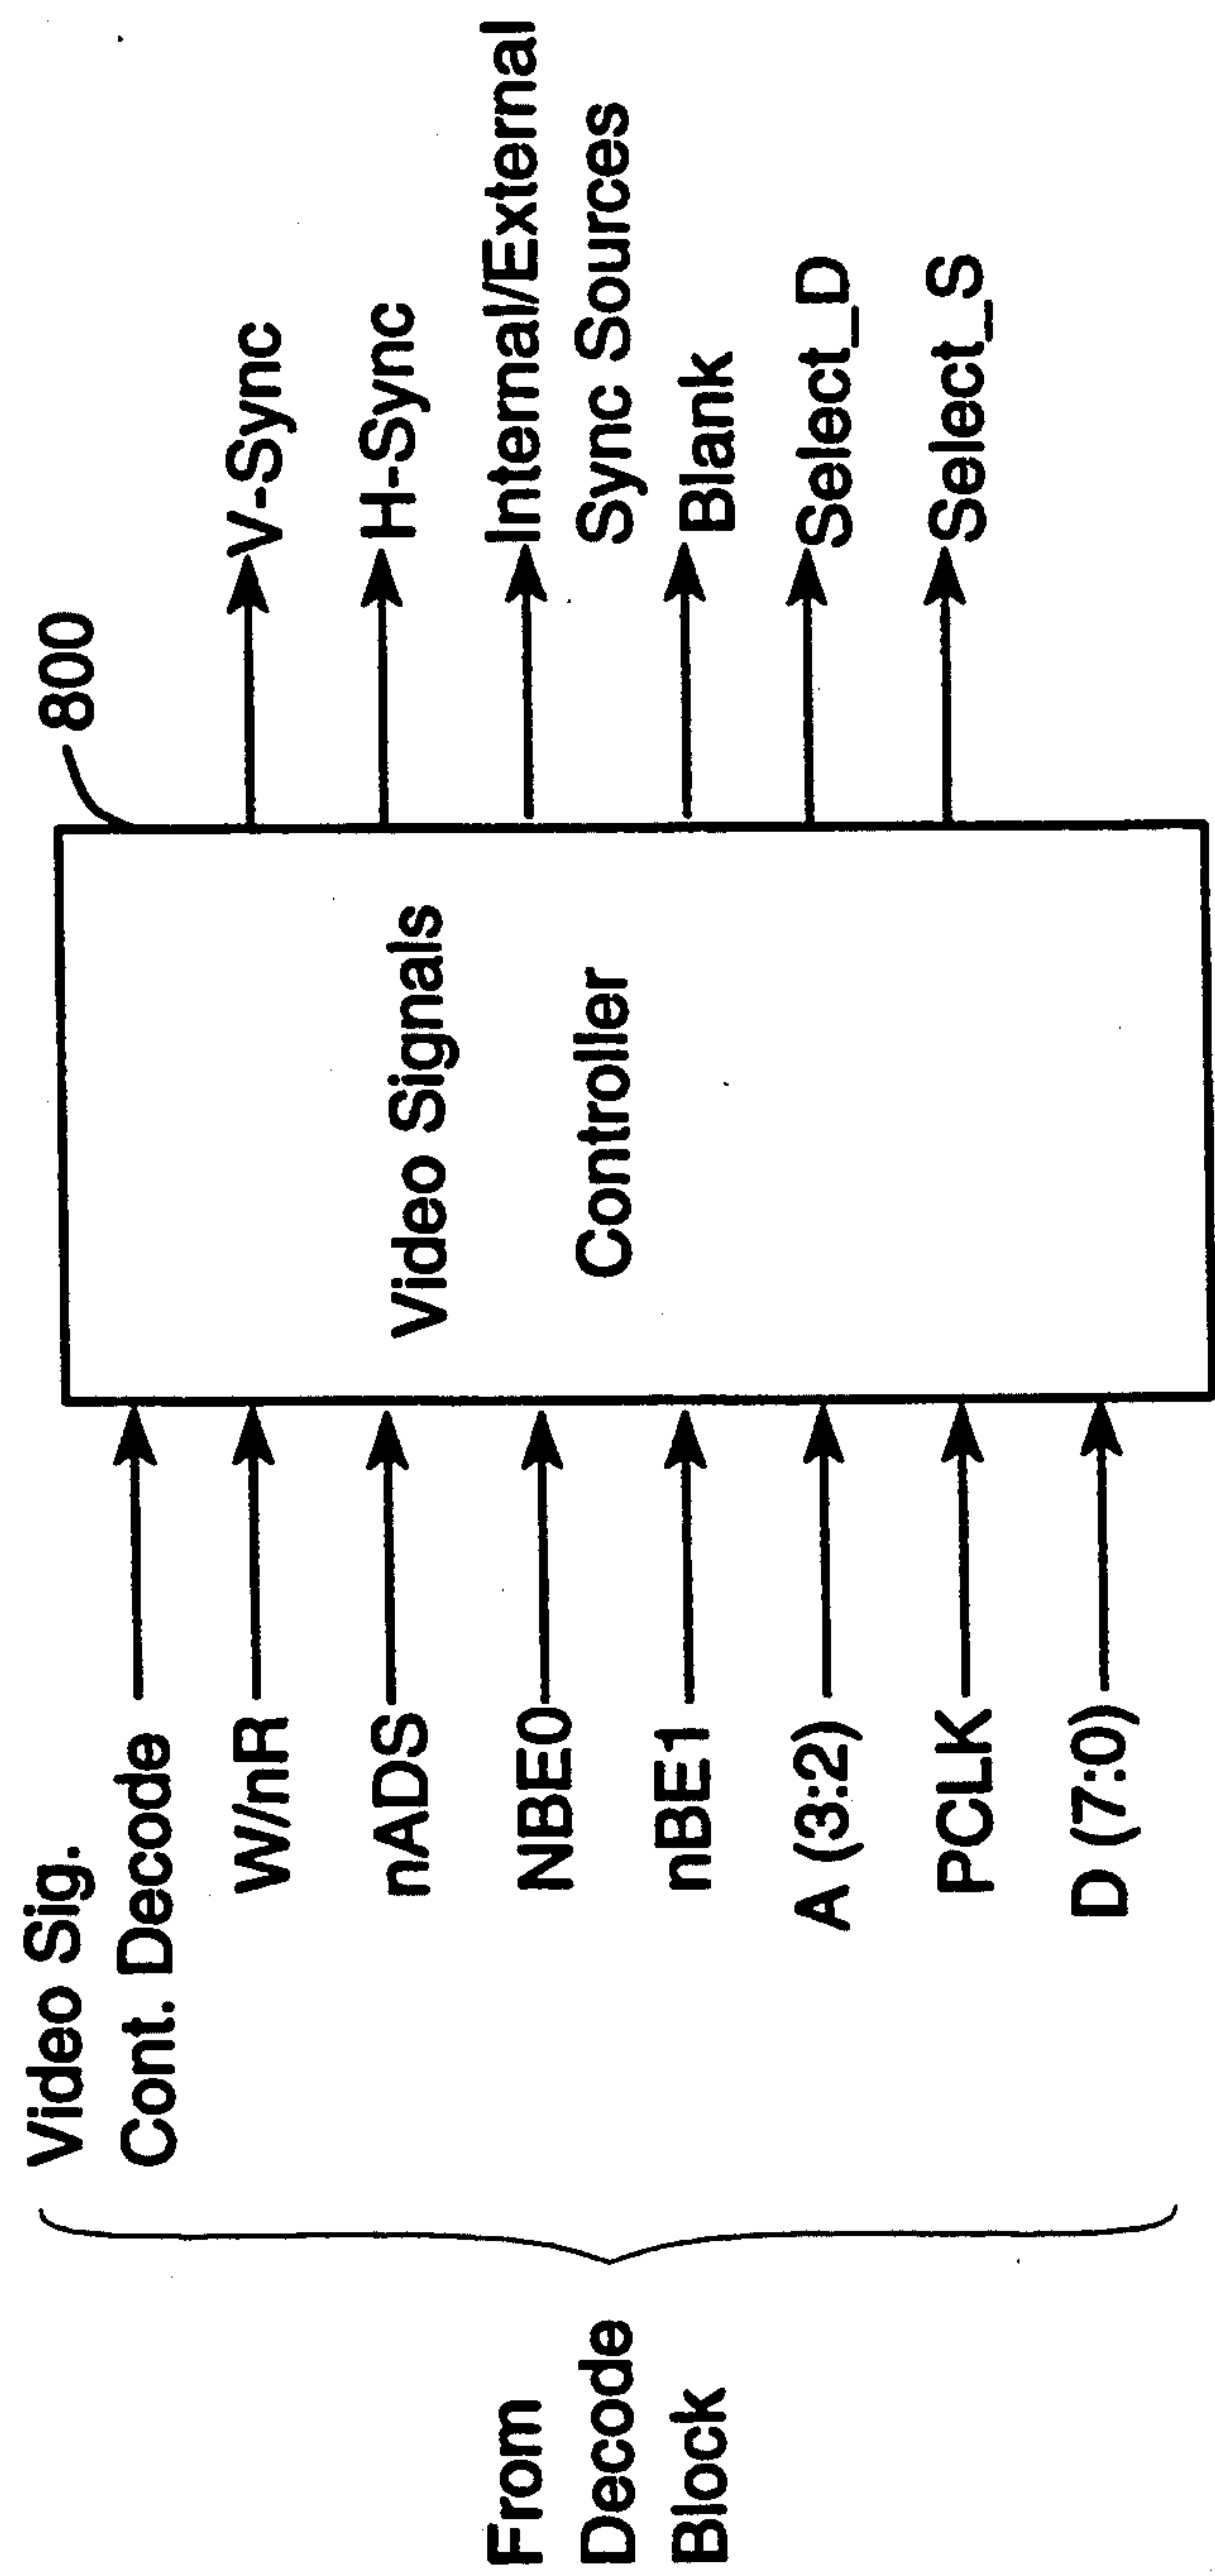 From
Decode
Block
Video Sig.
Cont. Decode
W/nR
nADS
NBE0
nBE1
A (3:2)
PCLK
D (7:0)
Video Signals
Controller
800
V-Sync
H-Sync
Internal/External
Sync Sources
Blank
Select_D
Select_S